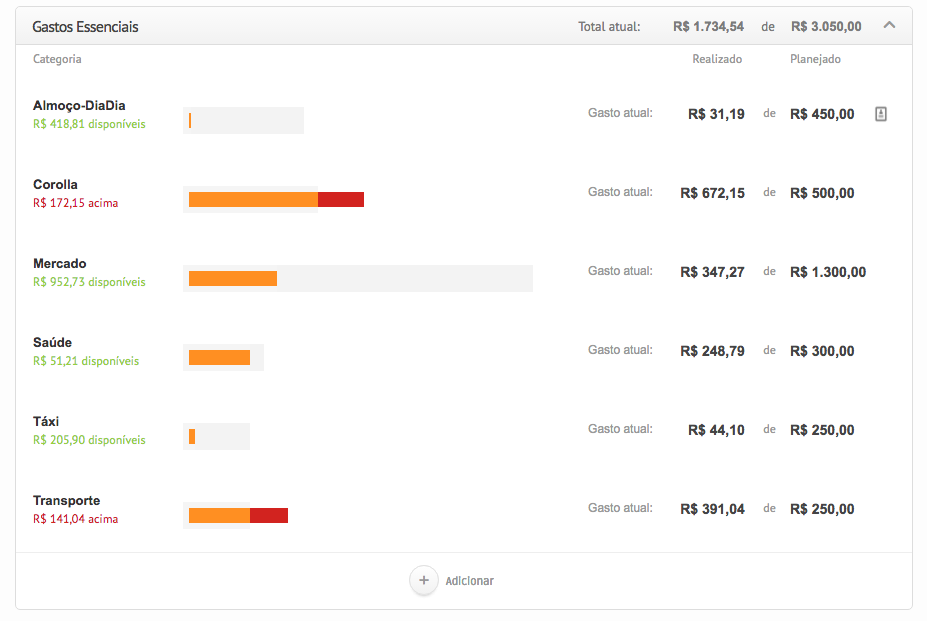 Gastos Essenciais Total atual: R$ 1.734,54 de R$ 3.050,00
Categoria Realizado Planejado
Almoço-DiaDia
R$ 418,81 disponíveis
Gasto atual: R$ 31,19 de R$ 450,00
Corolla
R$ 172,15 acima
Gasto atual: R$ 672,15 de R$ 500,00
Mercado
R$ 952,73 disponíveis
Gasto atual: R$ 347,27 de R$ 1.300,00
Saúde
R$ 51,21 disponíveis
Gasto atual: R$ 248,79 de R$ 300,00
Táxi
R$ 205,90 disponíveis
Gasto atual: R$ 44,10 de R$ 250,00
Transporte
R$ 141,04 acima
Gasto atual: R$ 391,04 de R$ 250,00
+ Adicionar